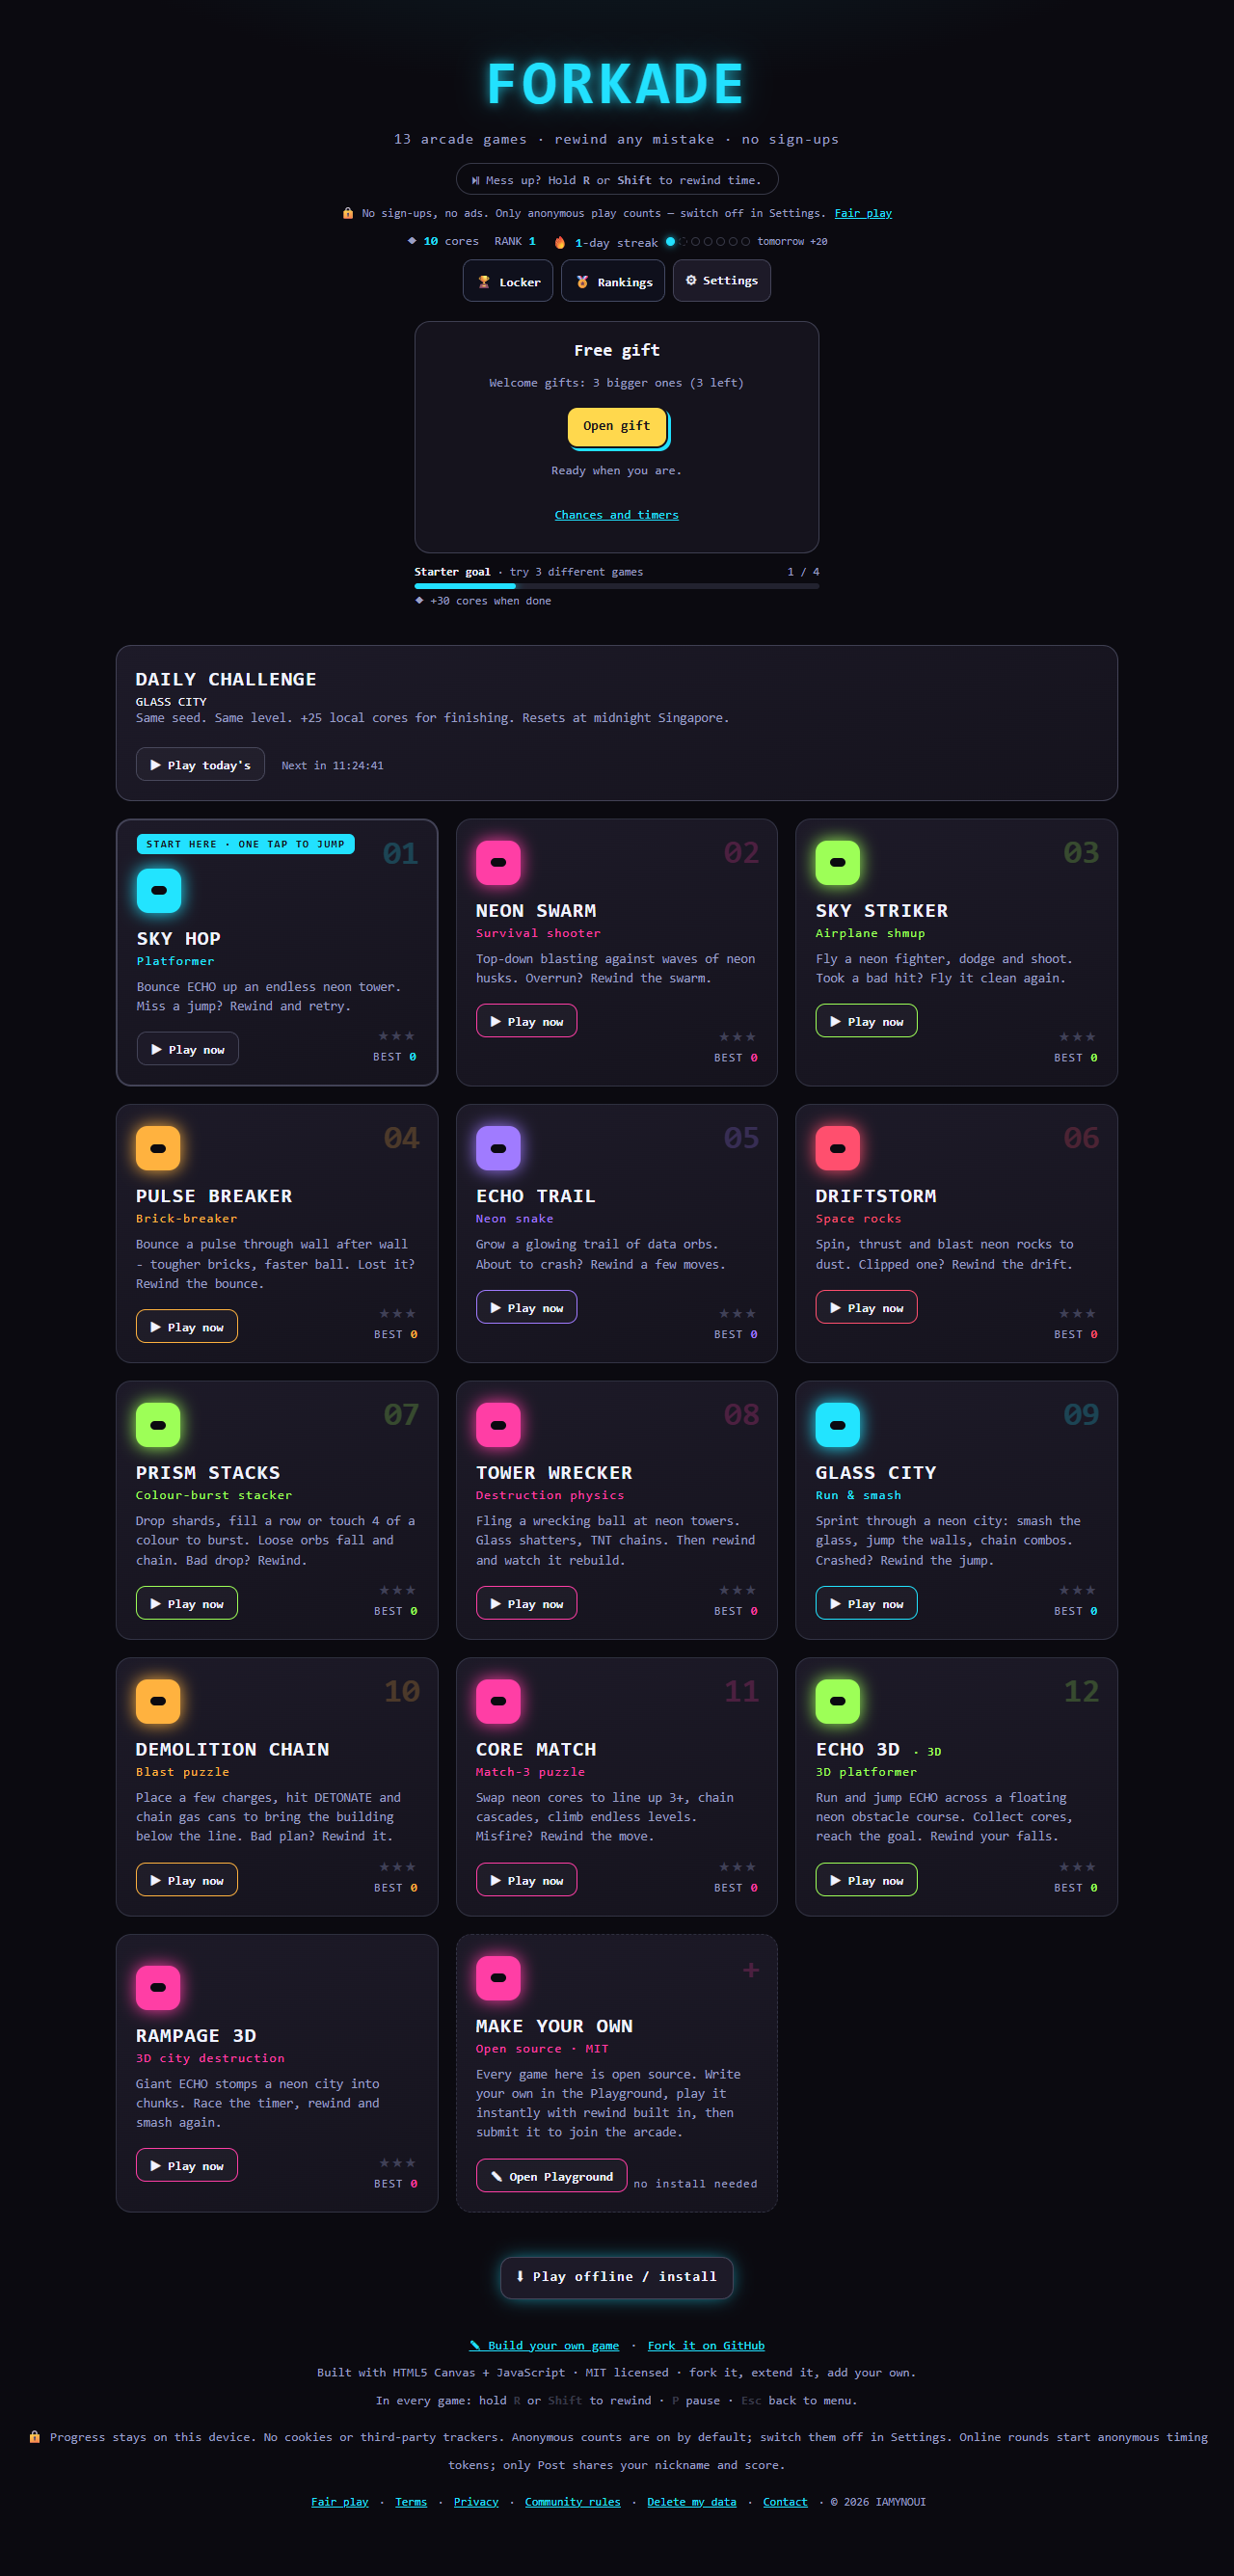 FORKADE
13 arcade games · rewind any mistake · no sign-ups
⏯ Mess up? Hold R or Shift to rewind time.
🔒 No sign-ups, no ads. Only anonymous play counts — switch off in Settings. Fair play
◆ 10 cores RANK 1 🔥 1-day streak tomorrow +20
🏆 Locker 🏅 Rankings ⚙ Settings
Free gift
Welcome gifts: 3 bigger ones (3 left)
Open gift
Ready when you are.
Chances and timers
Starter goal · try 3 different games 1 / 4
◆ +30 cores when done
DAILY CHALLENGE
GLASS CITY
Same seed. Same level. +25 local cores for finishing. Resets at midnight Singapore.
▶ Play today's Next in 11:24:41
START HERE · ONE TAP TO JUMP
01
SKY HOP
Platformer
Bounce ECHO up an endless neon tower.
Miss a jump? Rewind and retry.
▶ Play now
★★★
BEST 0
02
NEON SWARM
Survival shooter
Top-down blasting against waves of neon
husks. Overrun? Rewind the swarm.
▶ Play now
★★★
BEST 0
03
SKY STRIKER
Airplane shmup
Fly a neon fighter, dodge and shoot.
Took a bad hit? Fly it clean again.
▶ Play now
★★★
BEST 0
04
PULSE BREAKER
Brick-breaker
Bounce a pulse through wall after wall
- tougher bricks, faster ball. Lost it?
Rewind the bounce.
▶ Play now
★★★
BEST 0
05
ECHO TRAIL
Neon snake
Grow a glowing trail of data orbs.
About to crash? Rewind a few moves.
▶ Play now
★★★
BEST 0
06
DRIFTSTORM
Space rocks
Spin, thrust and blast neon rocks to
dust. Clipped one? Rewind the drift.
▶ Play now
★★★
BEST 0
07
PRISM STACKS
Colour-burst stacker
Drop shards, fill a row or touch 4 of a
colour to burst. Loose orbs fall and
chain. Bad drop? Rewind.
▶ Play now
★★★
BEST 0
08
TOWER WRECKER
Destruction physics
Fling a wrecking ball at neon towers.
Glass shatters, TNT chains. Then rewind
and watch it rebuild.
▶ Play now
★★★
BEST 0
09
GLASS CITY
Run & smash
Sprint through a neon city: smash the
glass, jump the walls, chain combos.
Crashed? Rewind the jump.
▶ Play now
★★★
BEST 0
10
DEMOLITION CHAIN
Blast puzzle
Place a few charges, hit DETONATE and
chain gas cans to bring the building
below the line. Bad plan? Rewind it.
▶ Play now
★★★
BEST 0
11
CORE MATCH
Match-3 puzzle
Swap neon cores to line up 3+, chain
cascades, climb endless levels.
Misfire? Rewind the move.
▶ Play now
★★★
BEST 0
12
ECHO 3D · 3D
3D platformer
Run and jump ECHO across a floating
neon obstacle course. Collect cores,
reach the goal. Rewind your falls.
▶ Play now
★★★
BEST 0
RAMPAGE 3D
3D city destruction
Giant ECHO stomps a neon city into
chunks. Race the timer, rewind and
smash again.
▶ Play now
★★★
BEST 0
+
MAKE YOUR OWN
Open source · MIT
Every game here is open source. Write
your own in the Playground, play it
instantly with rewind built in, then
submit it to join the arcade.
✎ Open Playground no install needed
⬇ Play offline / install
✎ Build your own game · Fork it on GitHub
Built with HTML5 Canvas + JavaScript · MIT licensed · fork it, extend it, add your own.
In every game: hold R or Shift to rewind · P pause · Esc back to menu.
🔒 Progress stays on this device. No cookies or third-party trackers. Anonymous counts are on by default; switch them off in Settings. Online rounds start anonymous timing
tokens; only Post shares your nickname and score.
Fair play · Terms · Privacy · Community rules · Delete my data · Contact · © 2026 IAMYNOUI